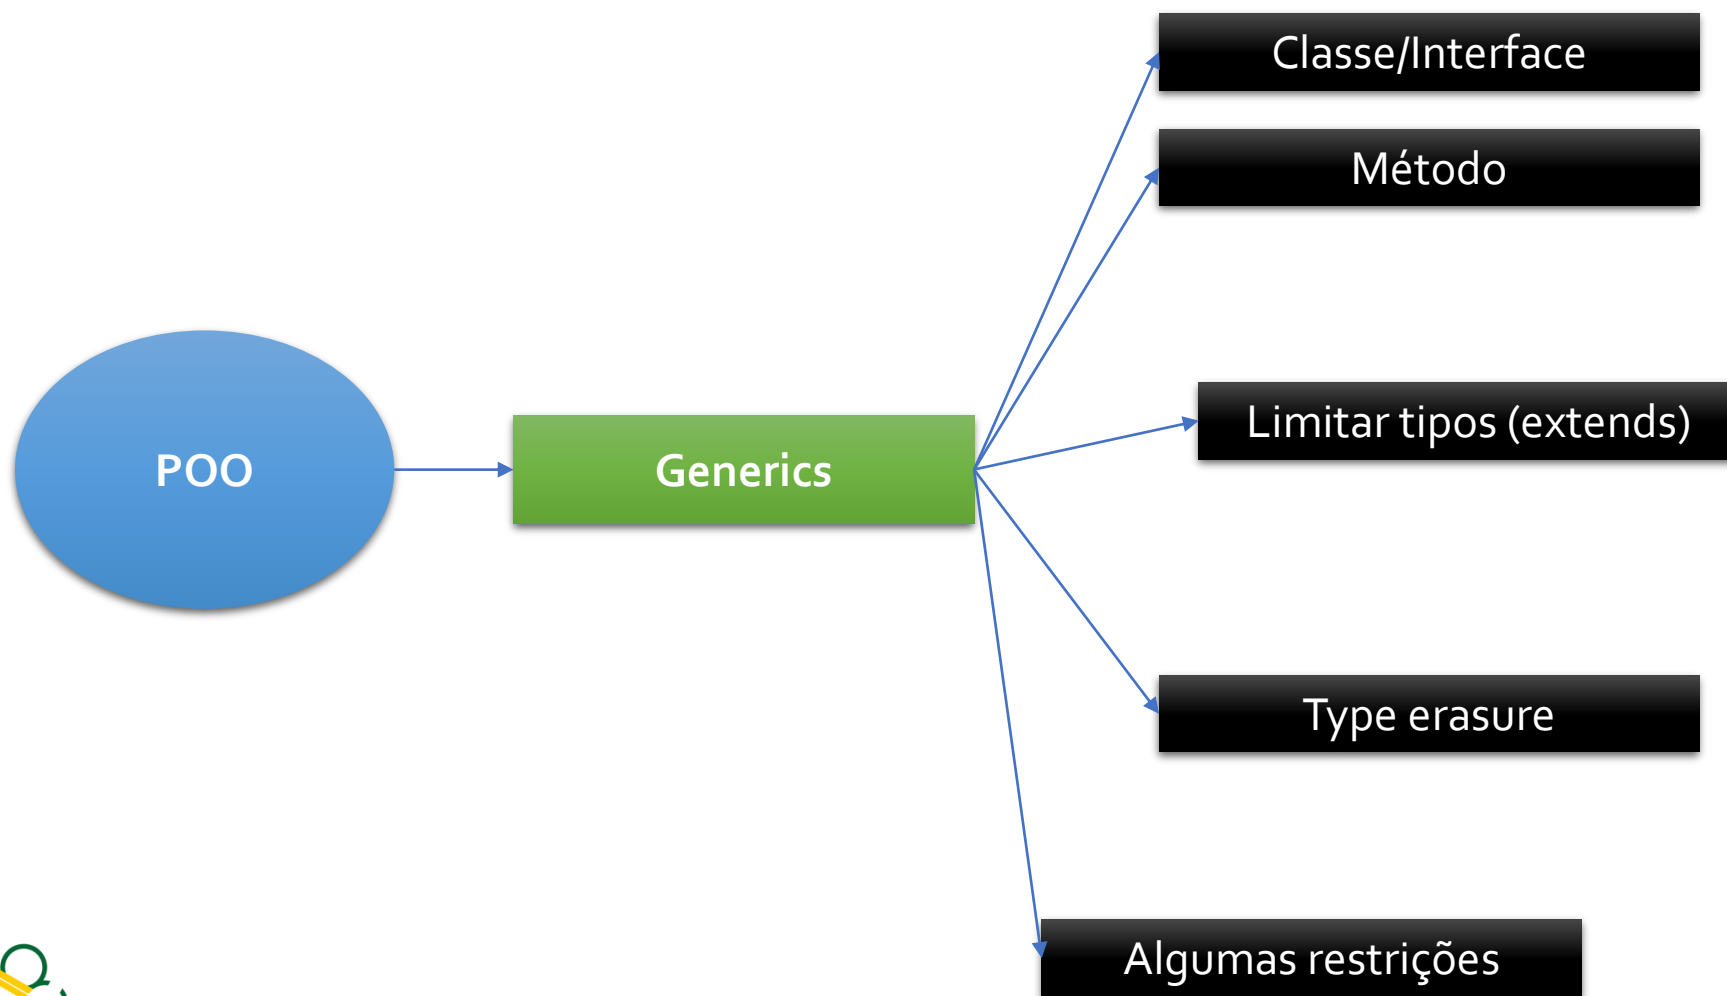 Classe/Interface
Método
Limitar tipos (extends)
POO
Generics
Type erasure
Algumas restrições